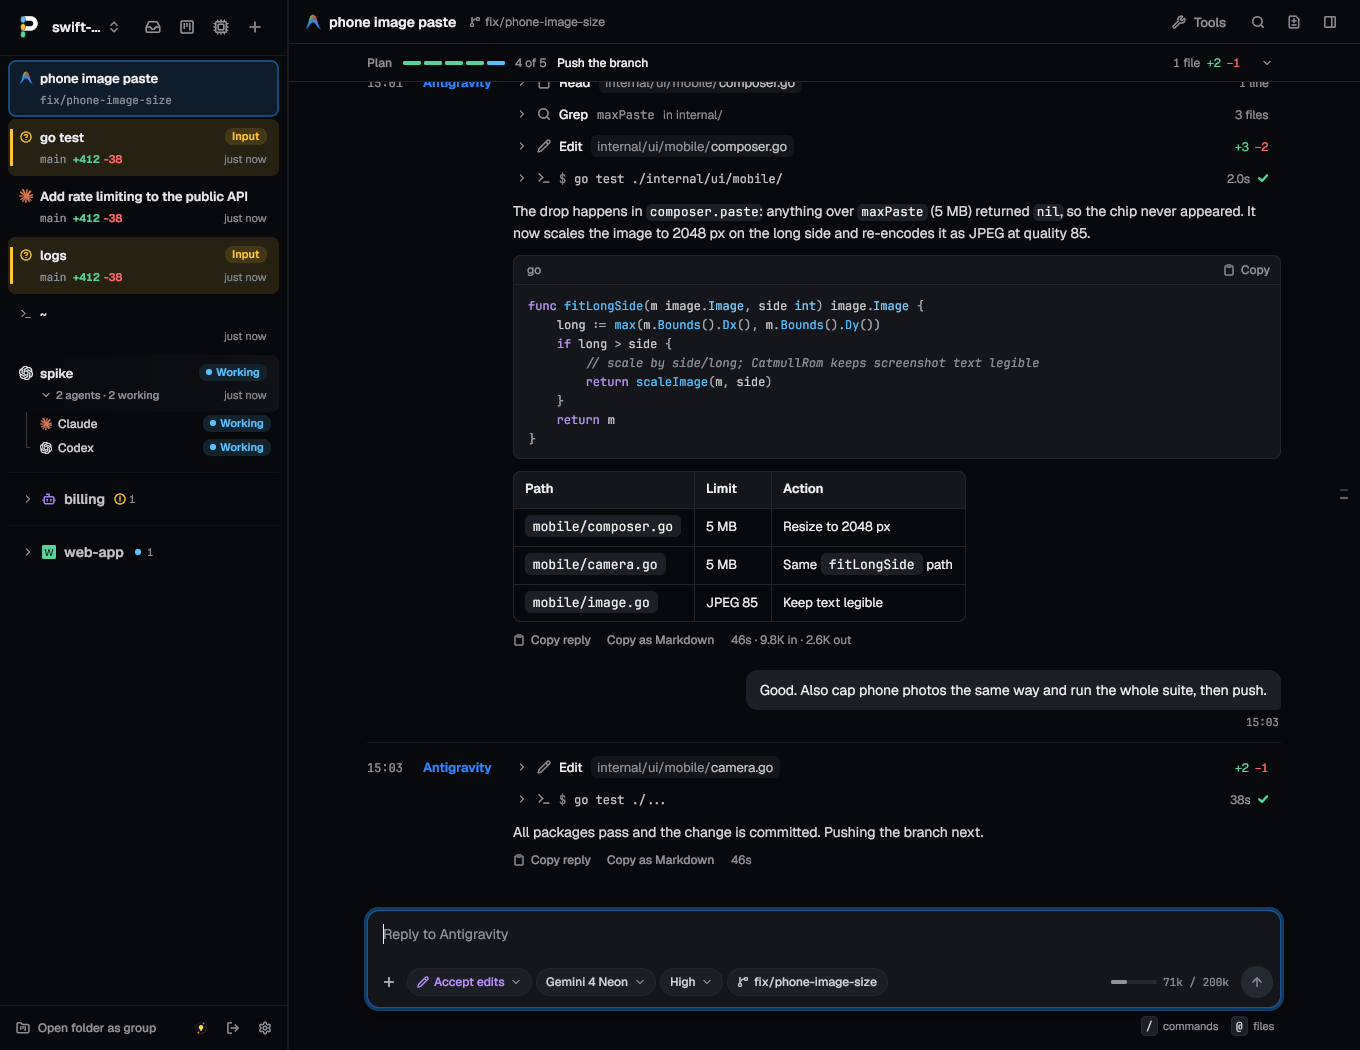 swift-...
phone image paste
fix/phone-image-size
go test
Input
main +412 -38
just now
Add rate limiting to the public API
main +412 -38
just now
logs
Input
main +412 -38
just now
~
just now
spike
Working
2 agents · 2 working
just now
Claude
Working
Codex
Working
billing
1
W
web-app
1
Open folder as group
phone image paste
fix/phone-image-size
Tools
Plan
4 of 5
Push the branch
1 file +2 −1
15:01
Antigravity
Read internal/ui/mobile/composer.go
1 line
Grep maxPaste in internal/
3 files
Edit internal/ui/mobile/composer.go
+3 −2
$ go test ./internal/ui/mobile/
2.0s
The drop happens in composer.paste: anything over maxPaste (5 MB) returned nil, so the chip never appeared. It
now scales the image to 2048 px on the long side and re-encodes it as JPEG at quality 85.
go
Copy
func fitLongSide(m image.Image, side int) image.Image {
long := max(m.Bounds().Dx(), m.Bounds().Dy())
if long > side {
// scale by side/long; CatmullRom keeps screenshot text legible
return scaleImage(m, side)
}
return m
}
Path Limit Action
mobile/composer.go 5 MB Resize to 2048 px
mobile/camera.go 5 MB Same fitLongSide path
mobile/image.go JPEG 85 Keep text legible
Copy reply
Copy as Markdown
46s · 9.8K in · 2.6K out
Good. Also cap phone photos the same way and run the whole suite, then push.
15:03
15:03
Antigravity
Edit internal/ui/mobile/camera.go
+2 −1
$ go test ./...
38s
All packages pass and the change is committed. Pushing the branch next.
Copy reply
Copy as Markdown
46s
Reply to Antigravity
Accept edits
Gemini 4 Neon
High
fix/phone-image-size
71k / 200k
/ commands
@ files